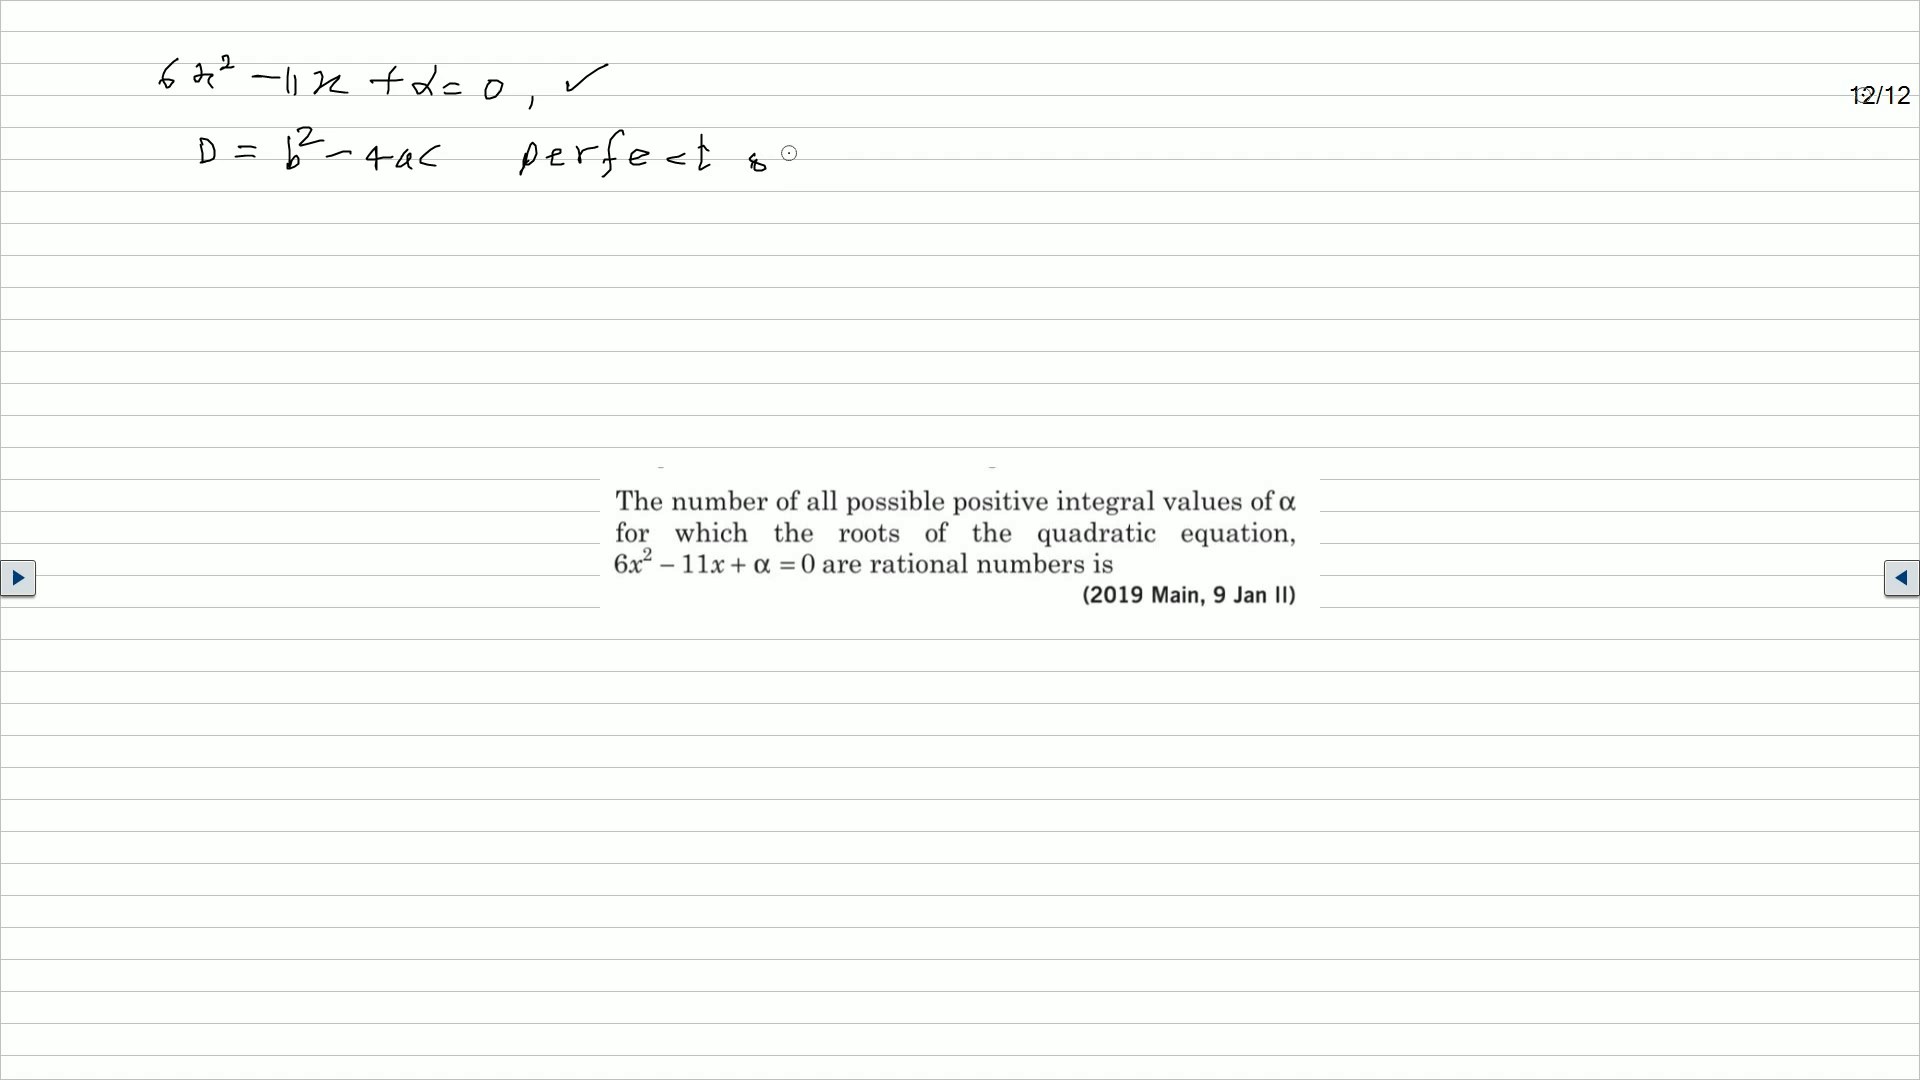 6x² - 11x + α = 0, ✓
12/12
D = b² - 4ac perfect s
The number of all possible positive integral values of α
for which the roots of the quadratic equation,
6x² – 11x + α = 0 are rational numbers is
(2019 Main, 9 Jan II)